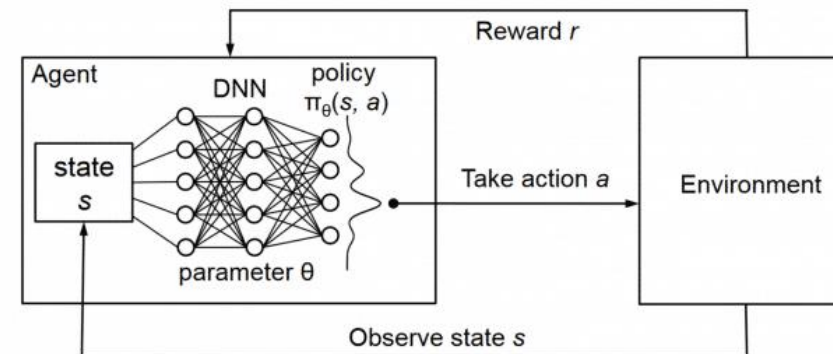 Reward r
Agent
DNN
policy
πθ(s, a)
state
s
Take action a
Environment
parameter θ
Observe state s